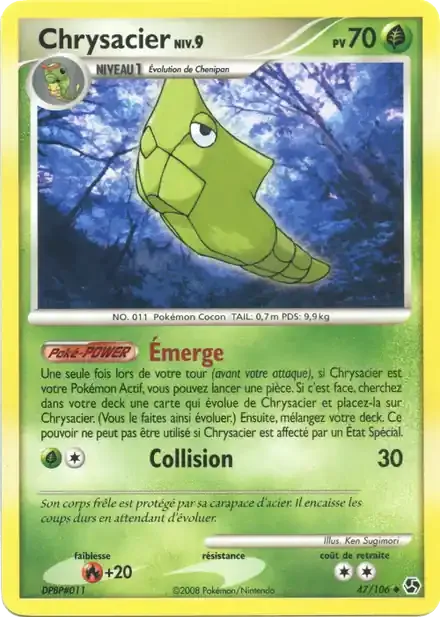 Chrysacier NIV.9 PV 70
NIVEAU 1 Évolution de Chenipan
NO. 011 Pokémon Cocon TAIL: 0,7 m PDS: 9,9 kg
Poké-POWER Émerge
Une seule fois lors de votre tour (avant votre attaque), si Chrysacier est
votre Pokémon Actif, vous pouvez lancer une pièce. Si c'est face, cherchez
dans votre deck une carte qui évolue de Chrysacier et placez-la sur
Chrysacier. (Vous le faites ainsi évoluer.) Ensuite, mélangez votre deck. Ce
pouvoir ne peut pas être utilisé si Chrysacier est affecté par un État Spécial.
Collision 30
Son corps frêle est protégé par sa carapace d'acier. Il encaisse les
coups durs en attendant d'évoluer.
Illus. Ken Sugimori
faiblesse résistance coût de retraite
+20
DPBP#011 ©2008 Pokémon/Nintendo 47/106